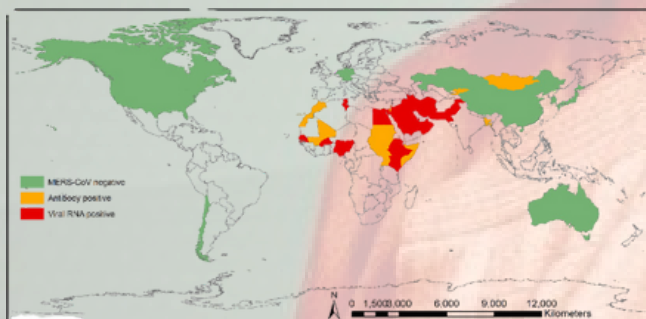 MERS-CoV negative
Antibody positive
Viral RNA positive
N
0 1,500 3,000 6,000 9,000 12,000
Kilometers